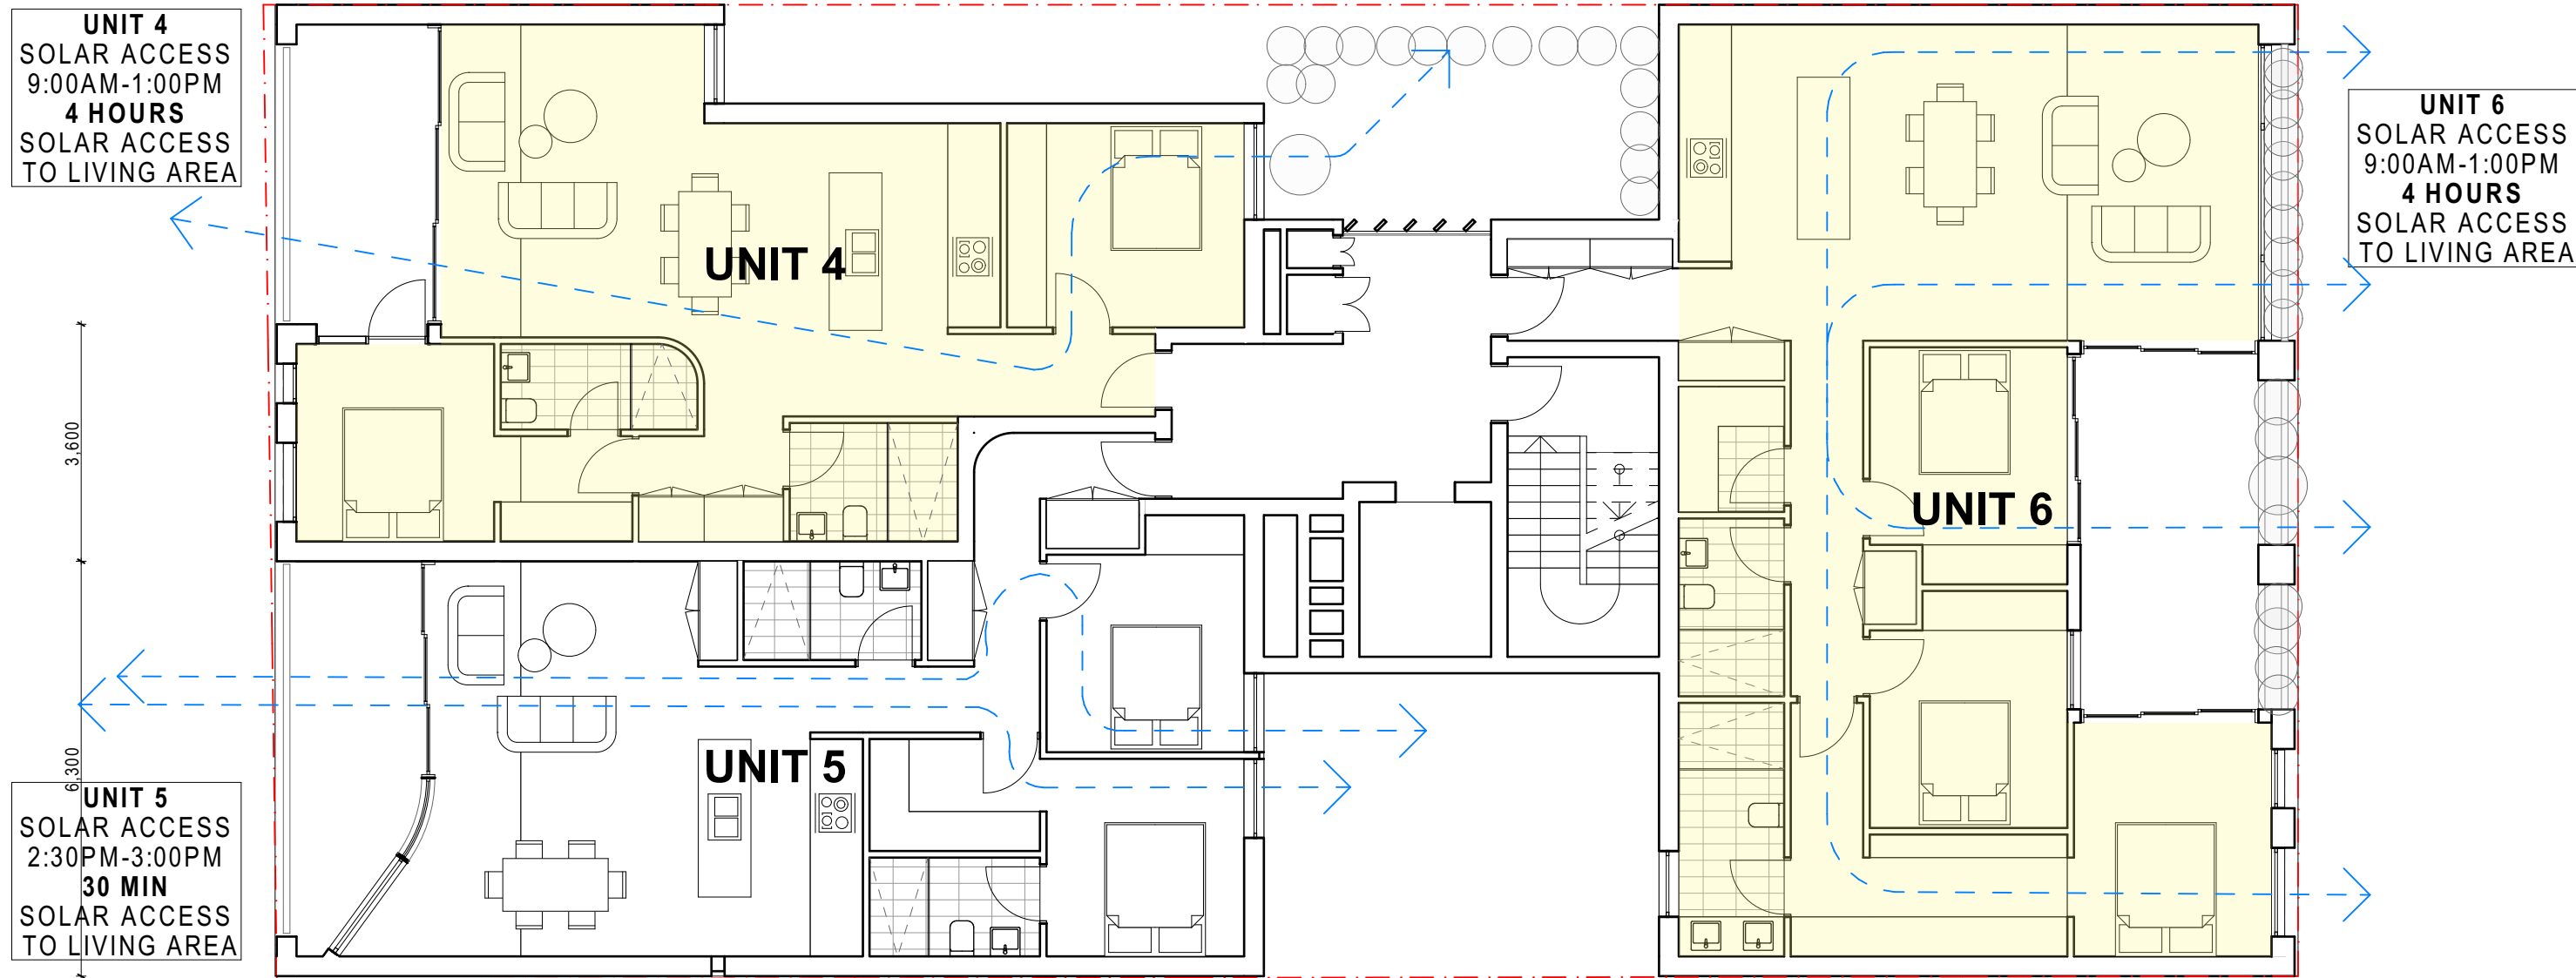 UNIT 4
SOLAR ACCESS
9:00AM-1:00PM
4 HOURS
SOLAR ACCESS
TO LIVING AREA
UNIT 6
SOLAR ACCESS
9:00AM-1:00PM
4 HOURS
SOLAR ACCESS
TO LIVING AREA
UNIT 4
3,600
UNIT 6
UNIT 5
6,300
UNIT 5
SOLAR ACCESS
2:30PM-3:00PM
30 MIN
SOLAR ACCESS
TO LIVING AREA